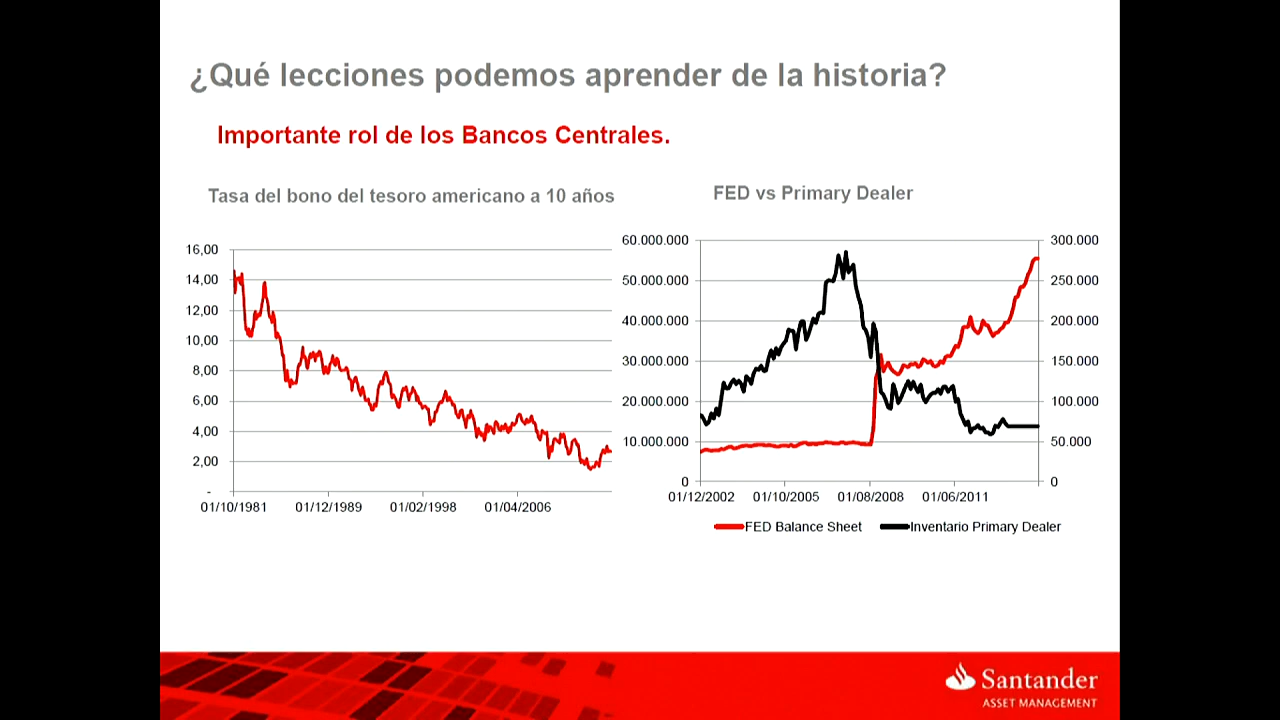 ¿Qué lecciones podemos aprender de la historia?
Importante rol de los Bancos Centrales.
Tasa del bono del tesoro americano a 10 años
16,00
14,00
12,00
10,00
8,00
6,00
4,00
2,00
-
01/10/1981 01/12/1989 01/02/1998 01/04/2006
FED vs Primary Dealer
60.000.000 300.000
50.000.000 250.000
40.000.000 200.000
30.000.000 150.000
20.000.000 100.000
10.000.000 50.000
0 0
01/12/2002 01/10/2005 01/08/2008 01/06/2011
FED Balance Sheet Inventario Primary Dealer
Santander
ASSET MANAGEMENT